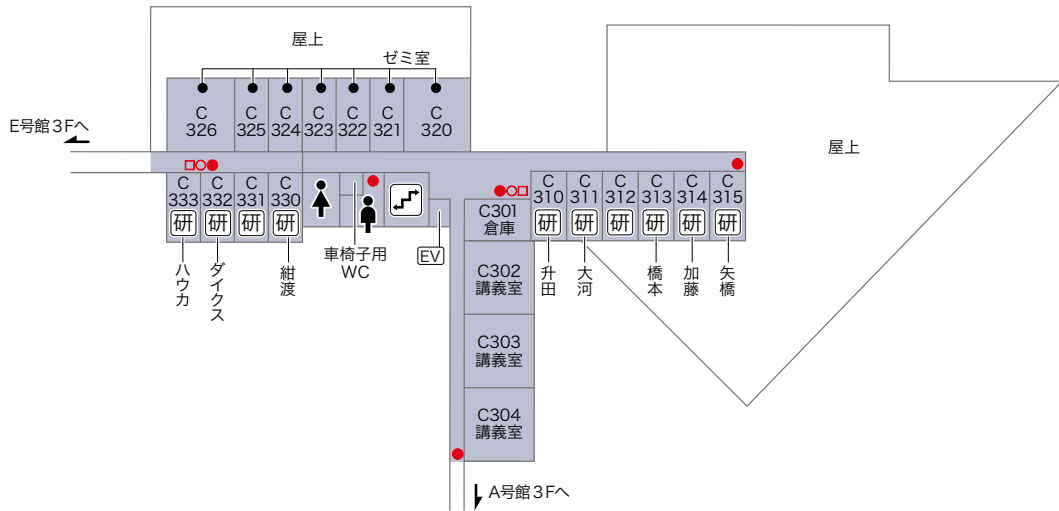 屋上
ゼミ室
C
326
C
325
C
324
C
323
C
322
C
321
C
320
E号館3Fへ
屋上
C
333
研
C
332
研
C
331
研
C
330
研
ハウカ
ダイクス
紺渡
車椅子用
WC
EV
C301
倉庫
C
310
研
C
311
研
C
312
研
C
313
研
C
314
研
C
315
研
升田
大河
橋本
加藤
矢橋
C302
講義室
C303
講義室
C304
講義室
A号館3Fへ